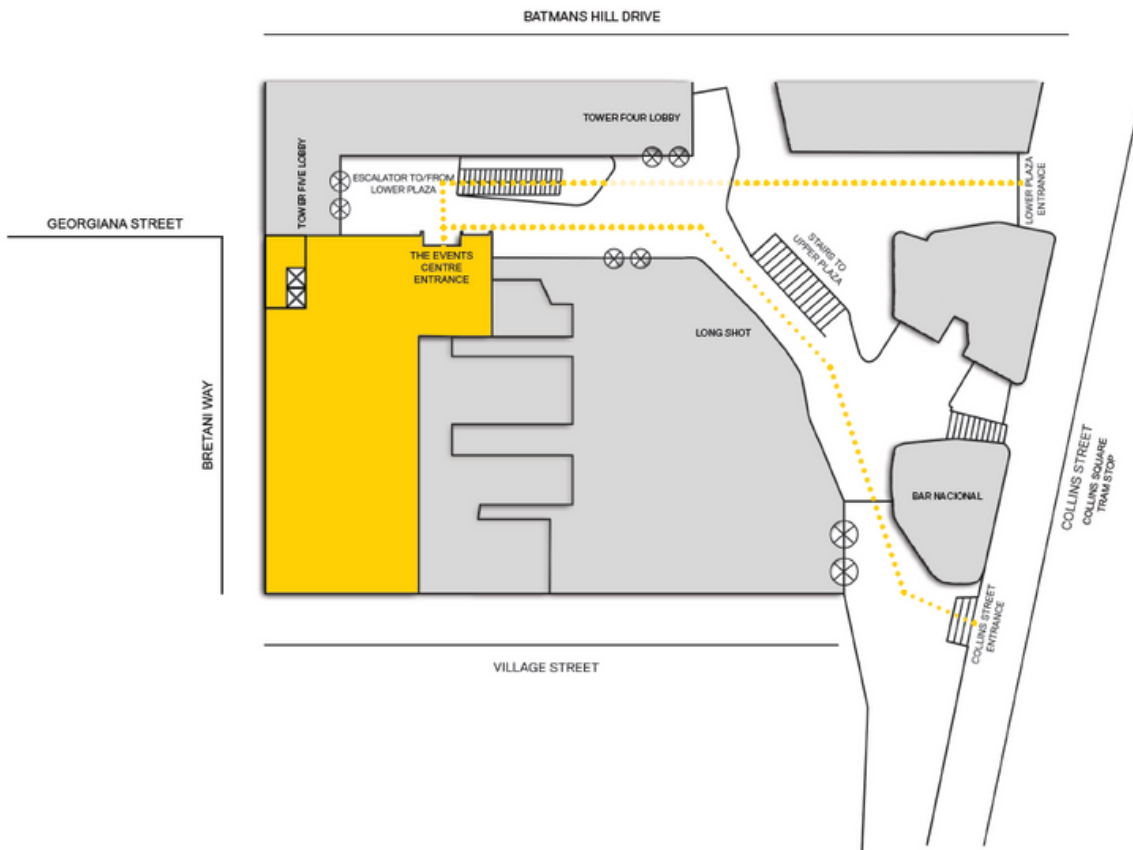 BATMANS HILL DRIVE
TOWER FOUR LOBBY
TOWER FIVE LOBBY
ESCALATOR TO/FROM
LOWER PLAZA
LOWER PLAZA
ENTRANCE
GEORGIANA STREET
THE EVENTS
CENTRE
ENTRANCE
STAIRS TO
UPPER PLAZA
LONG SHOT
BRETANI WAY
BAR NACIONAL
COLLINS STREET
COLLINS SQUARE
TRAM STOP
COLLINS STREET
ENTRANCE
VILLAGE STREET